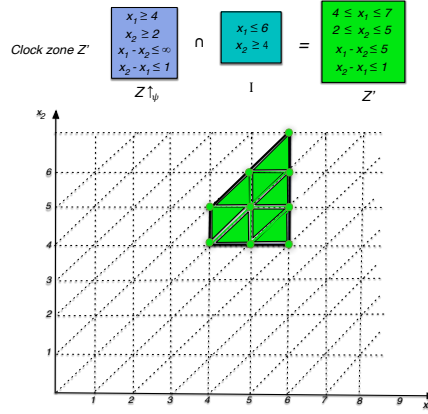 Clock zone Z'
x₁ ≥ 4
x₂ ≥ 2
x₁ - x₂ ≤ ∞
x₂ - x₁ ≤ 1
Z↑ψ
∩
x₁ ≤ 6
x₂ ≥ 4
I
=
4 ≤ x₁ ≤ 7
2 ≤ x₂ ≤ 5
x₁ - x₂ ≤ 5
x₂ - x₁ ≤ 1
Z'
x₂
6
5
4
3
2
1
1 2 3 4 5 6 7 8 9 x